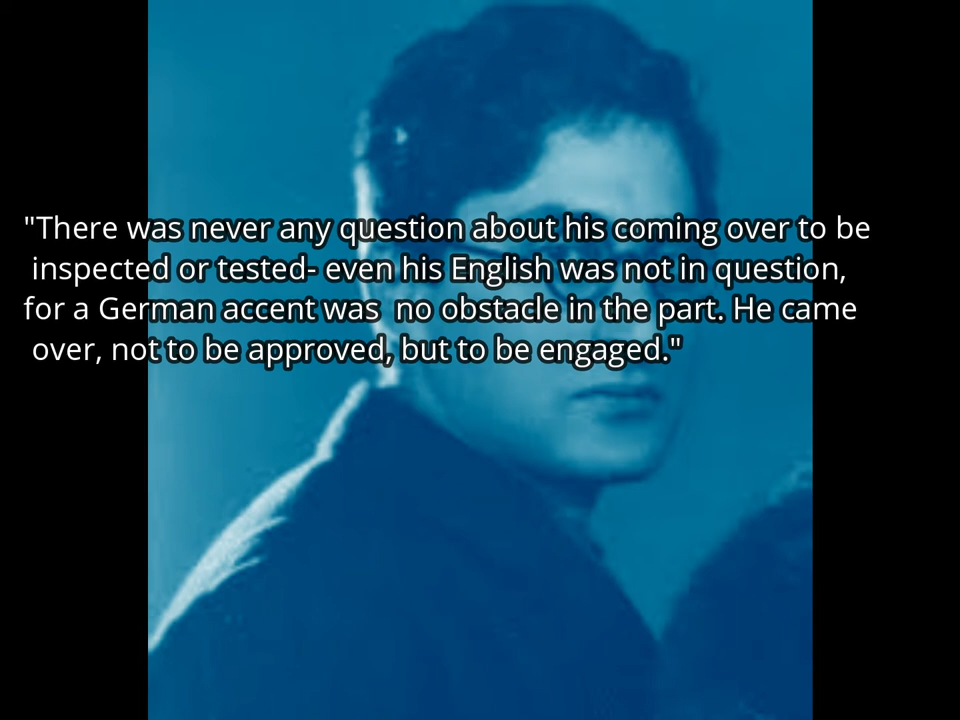 "There was never any question about his coming over to be
inspected or tested- even his English was not in question,
for a German accent was  no obstacle in the part. He came
over, not to be approved, but to be engaged."